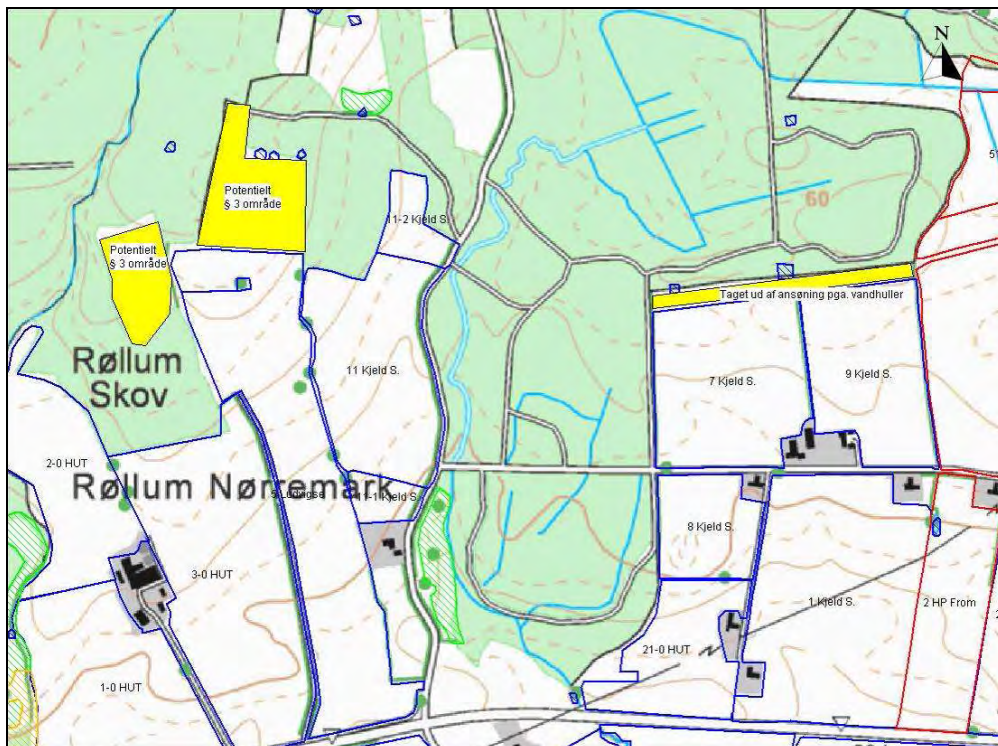 N
Potentielt
§ 3 område
11-2 Kjeld S.
60
Potentielt
§ 3 område
Taget ud af ansøgning pga. vandhuller
Røllum
Skov
11 Kjeld S.
7 Kjeld S.
9 Kjeld S.
2-0 HUT
Røllum Nørremark
11-1 Kjeld S.
8 Kjeld S.
3-0 HUT
1 Kjeld S.
2 HP From
21-0 HUT
1-0 HUT